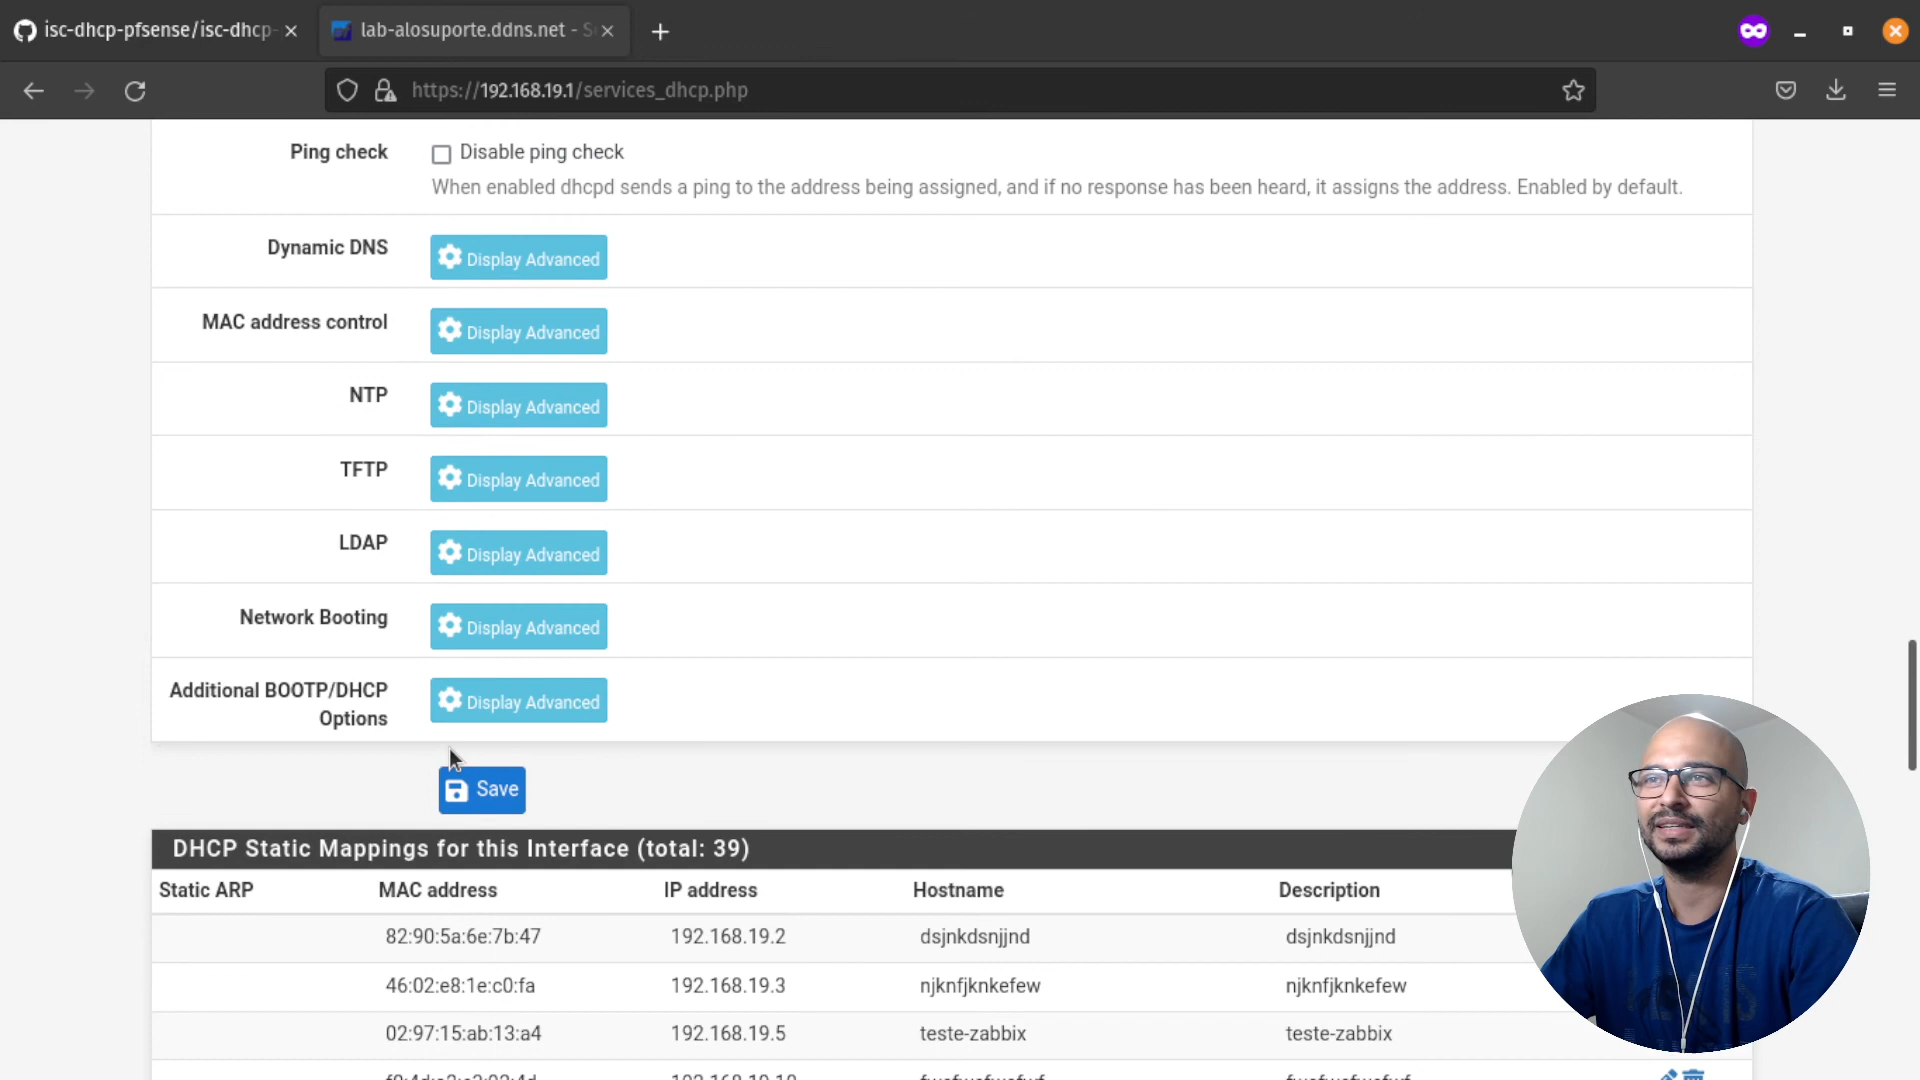 isc-dhcp-pfsense/isc-dhcp-
lab-alosuporte.ddns.net - S
https://192.168.19.1/services_dhcp.php
Ping check
Disable ping check
When enabled dhcpd sends a ping to the address being assigned, and if no response has been heard, it assigns the address. Enabled by default.
Dynamic DNS
Display Advanced
MAC address control
Display Advanced
NTP
Display Advanced
TFTP
Display Advanced
LDAP
Display Advanced
Network Booting
Display Advanced
Additional BOOTP/DHCP
Options
Display Advanced
Save
DHCP Static Mappings for this Interface (total: 39)
Static ARP MAC address IP address Hostname Description
82:90:5a:6e:7b:47 192.168.19.2 dsjnkdsnjjnd dsjnkdsnjjnd
46:02:e8:1e:c0:fa 192.168.19.3 njknfjknkefew njknfjknkefew
02:97:15:ab:13:a4 192.168.19.5 teste-zabbix teste-zabbix